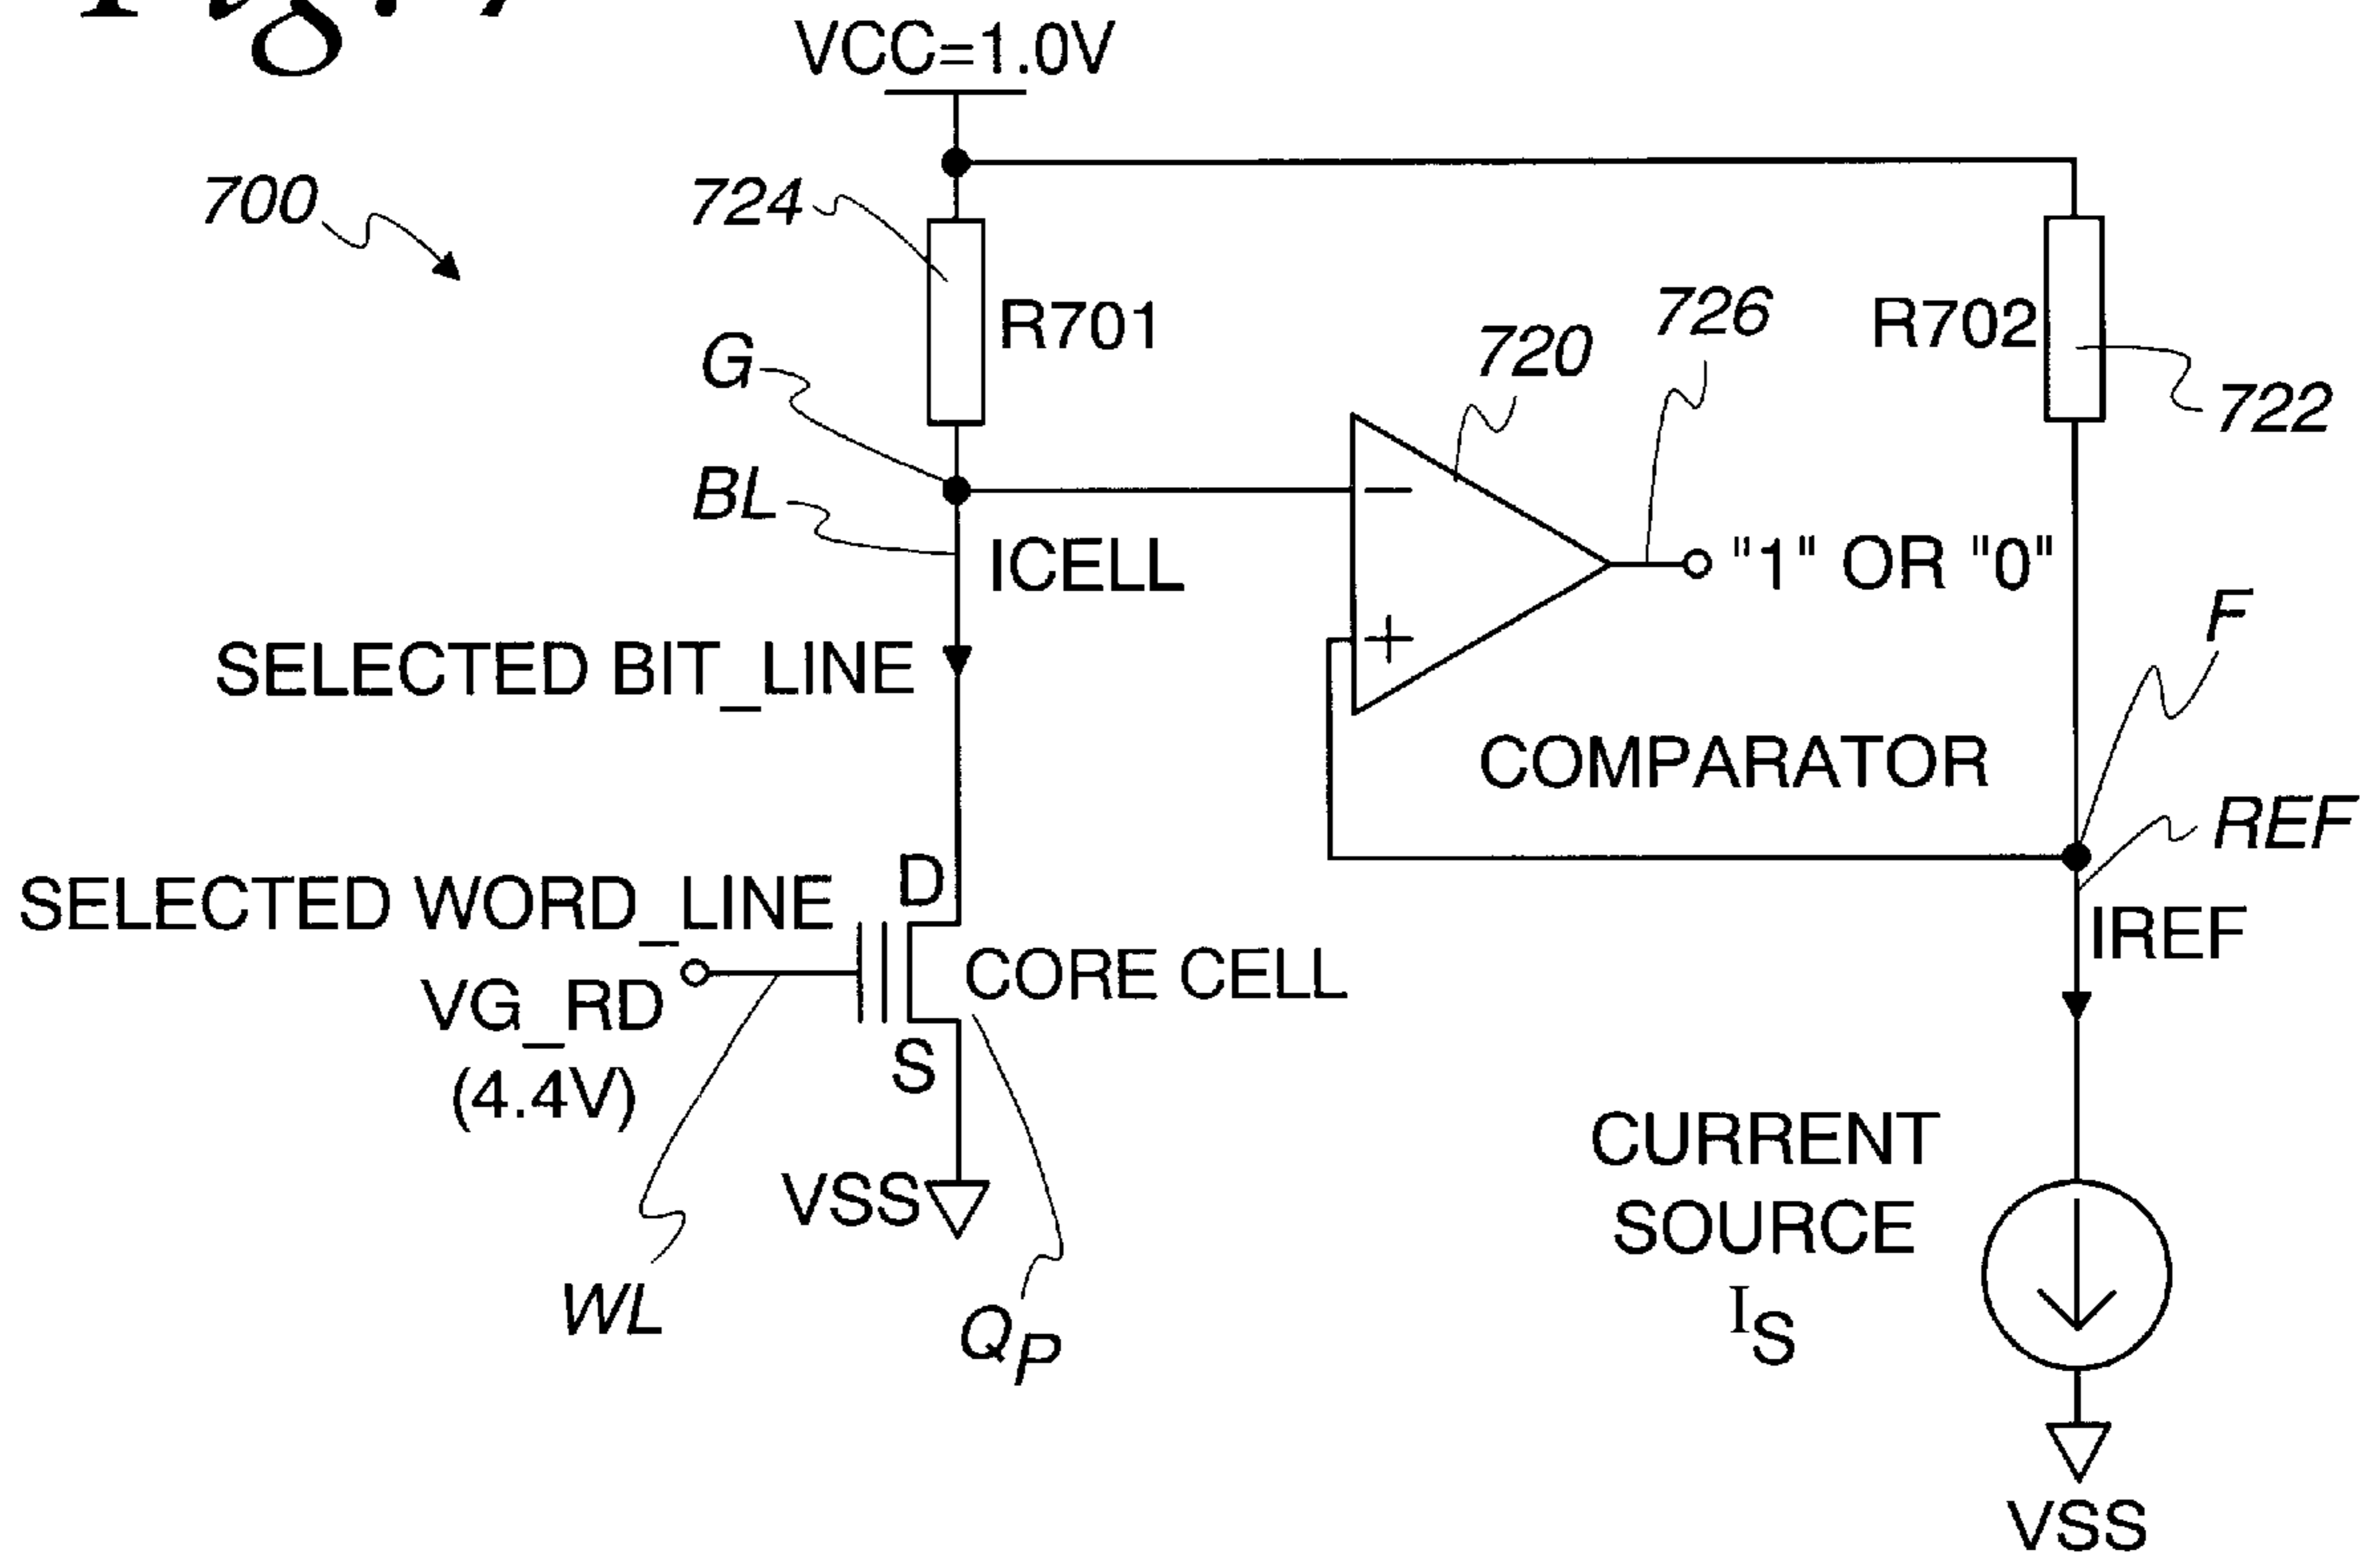 VCC=1.0V
700
724
R701
726
R702
G
720
722
BL
-
"1" OR "0"
ICELL
F
+
SELECTED BIT_LINE
COMPARATOR
REF
D
SELECTED WORD_LINE
IREF
CORE CELL
VG_RD
S
(4.4V)
CURRENT
SOURCE
VSS
WL
IS
QP
VSS